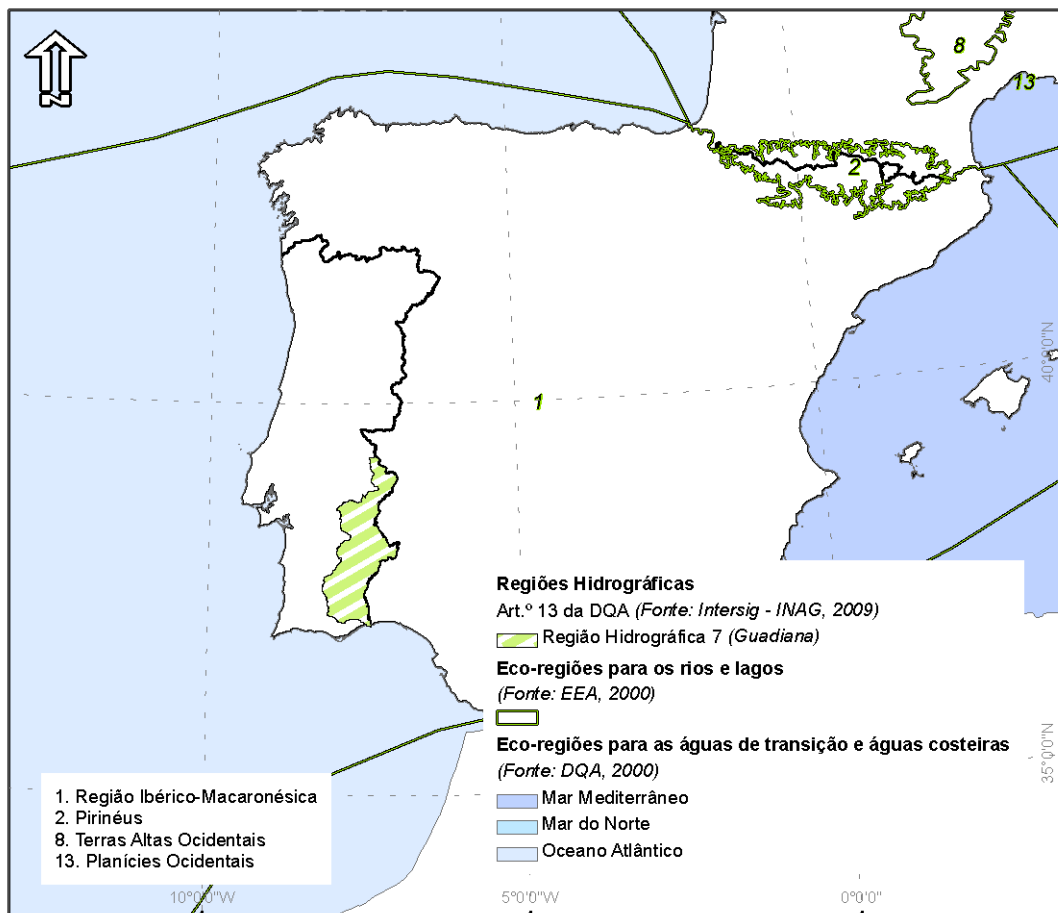 N
8
13
2
1
40°0'0"N
35°0'0"N
Regiões Hidrográficas
Art.º 13 da DQA (Fonte: Intersig - INAG, 2009)
Região Hidrográfica 7 (Guadiana)
Eco-regiões para os rios e lagos
(Fonte: EEA, 2000)
Eco-regiões para as águas de transição e águas costeiras
(Fonte: DQA, 2000)
Mar Mediterrâneo
Mar do Norte
Oceano Atlântico
1. Região Ibérico-Macaronésica
2. Pirinéus
8. Terras Altas Ocidentais
13. Planícies Ocidentais
10°0'0"W
5°0'0"W
0°0'0"